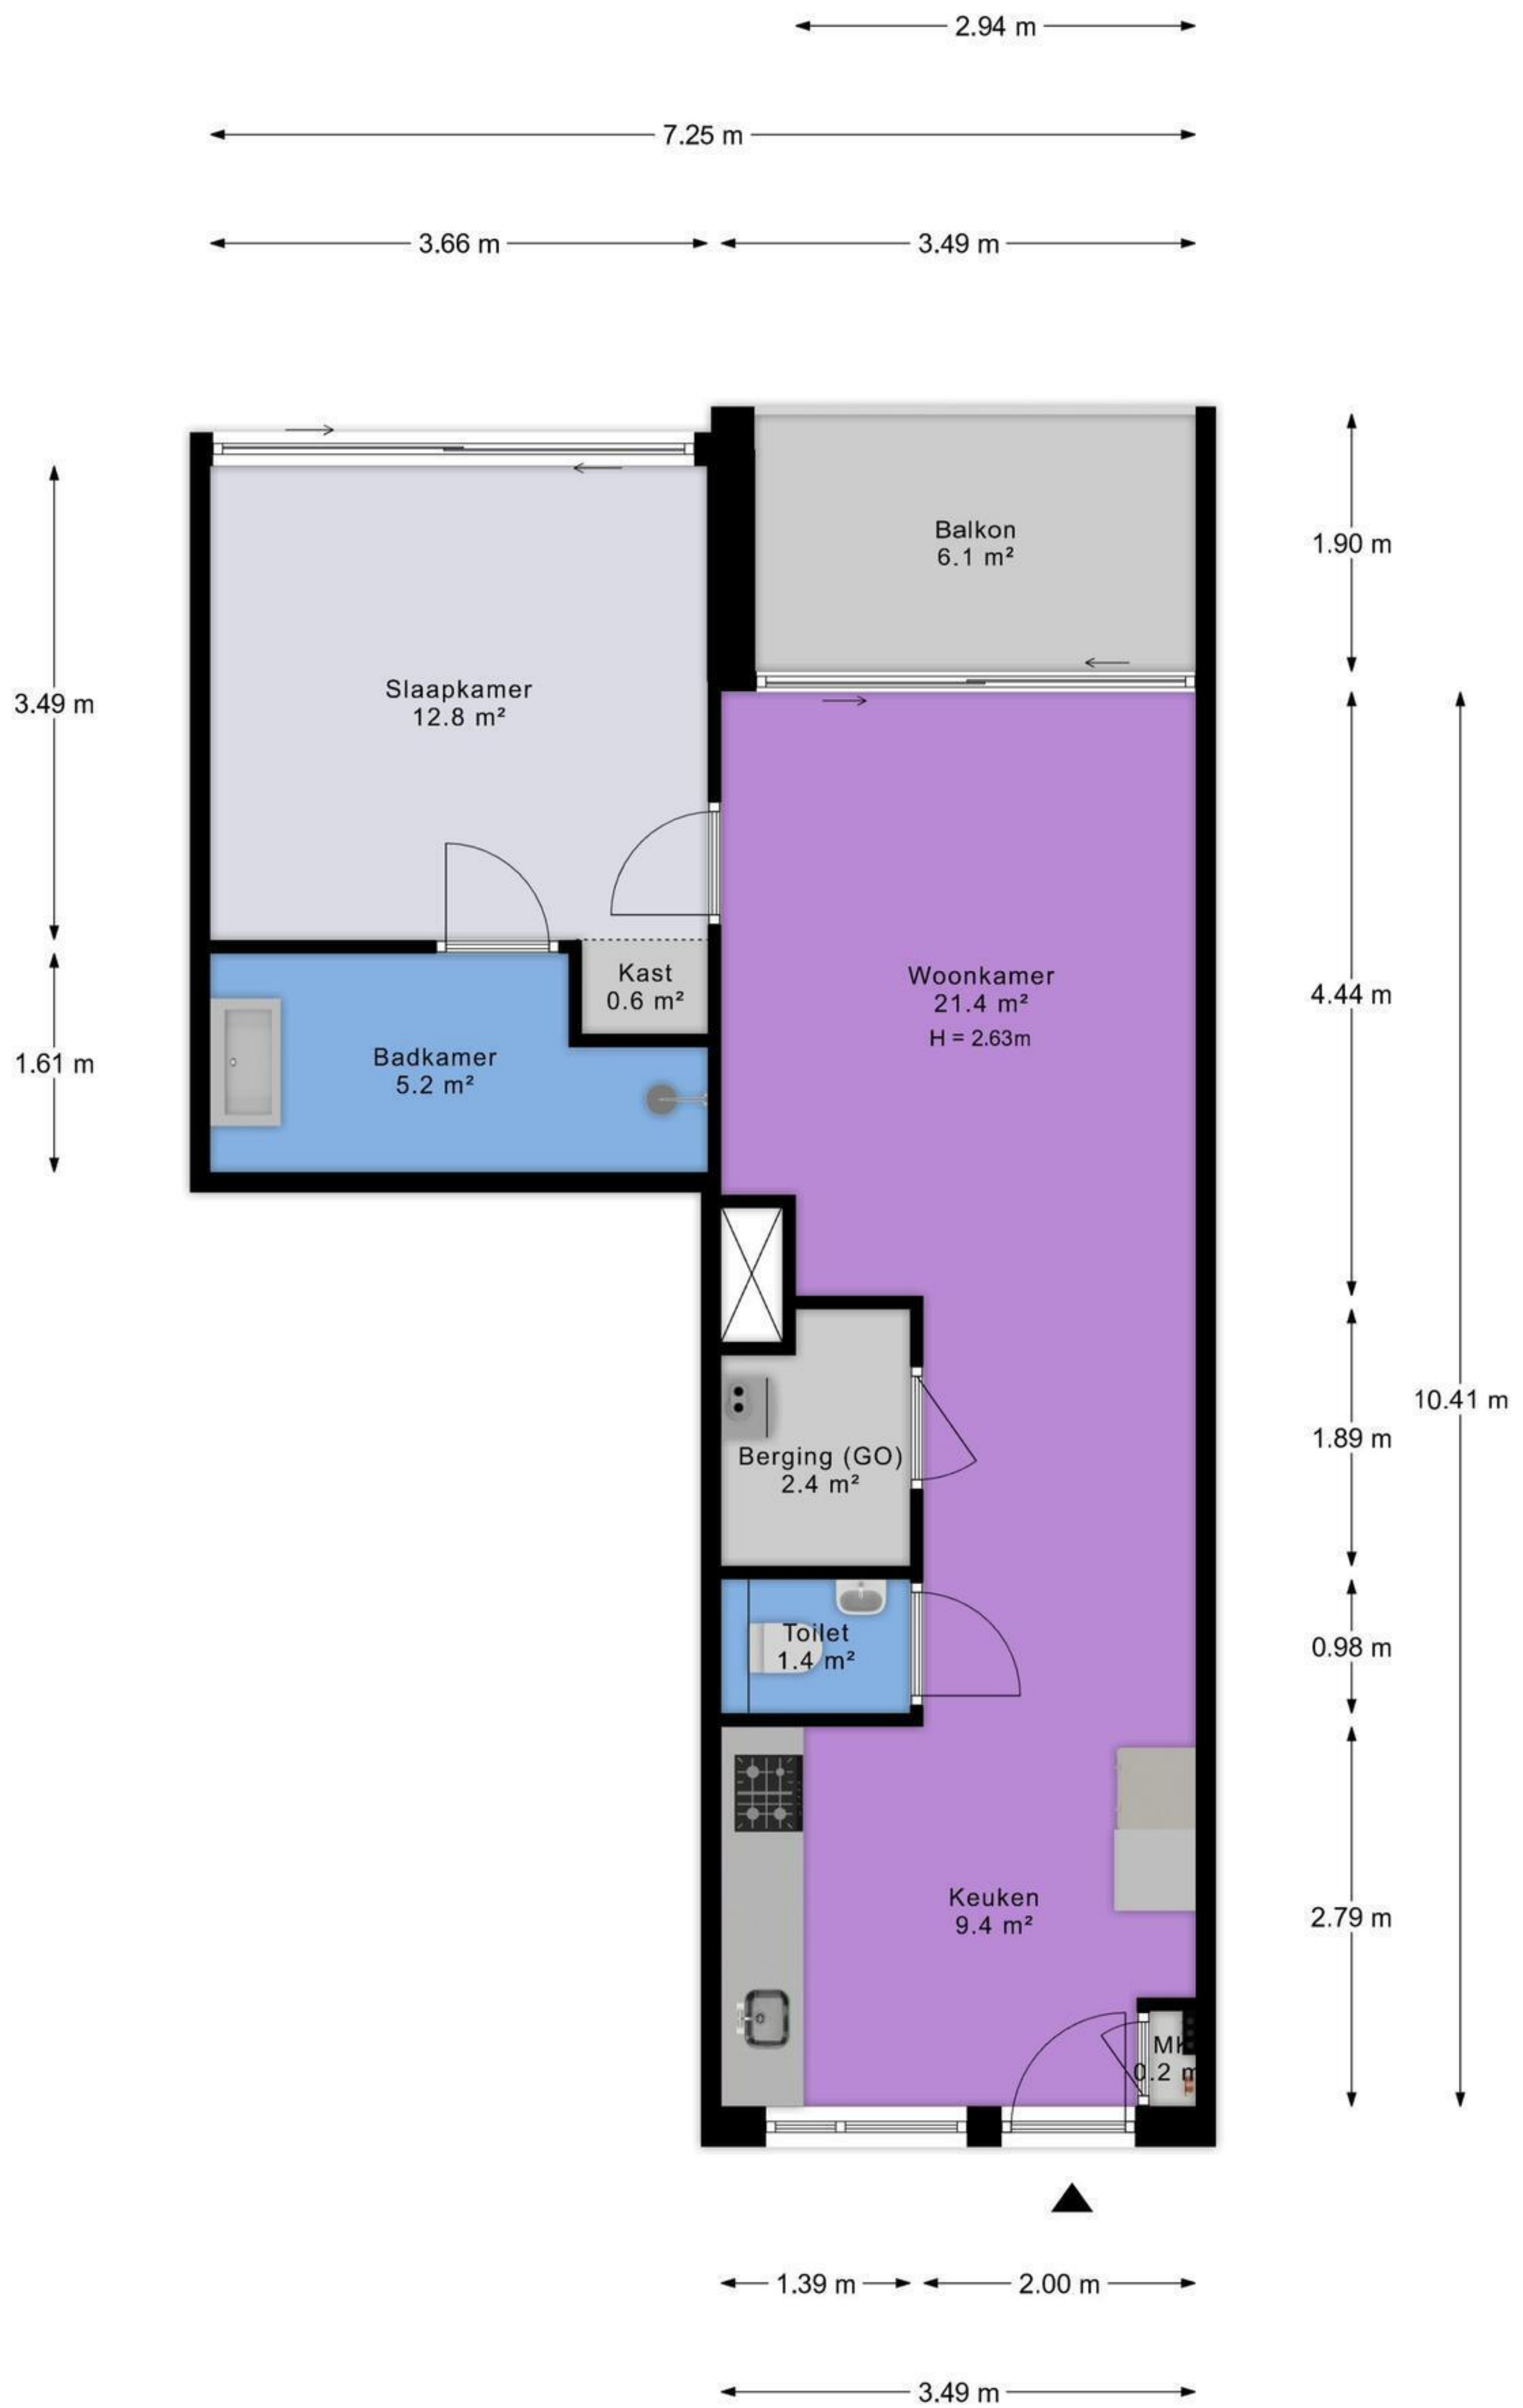 2.94 m
7.25 m
3.66 m
3.49 m
Balkon
6.1 m²
1.90 m
Slaapkamer
12.8 m²
3.49 m
Kast
0.6 m²
Woonkamer
21.4 m²
H = 2.63m
4.44 m
Badkamer
5.2 m²
1.61 m
10.41 m
1.89 m
Berging (GO)
2.4 m²
Toilet
1.4 m²
0.98 m
Keuken
9.4 m²
2.79 m
MK
0.2 m
1.39 m
2.00 m
3.49 m